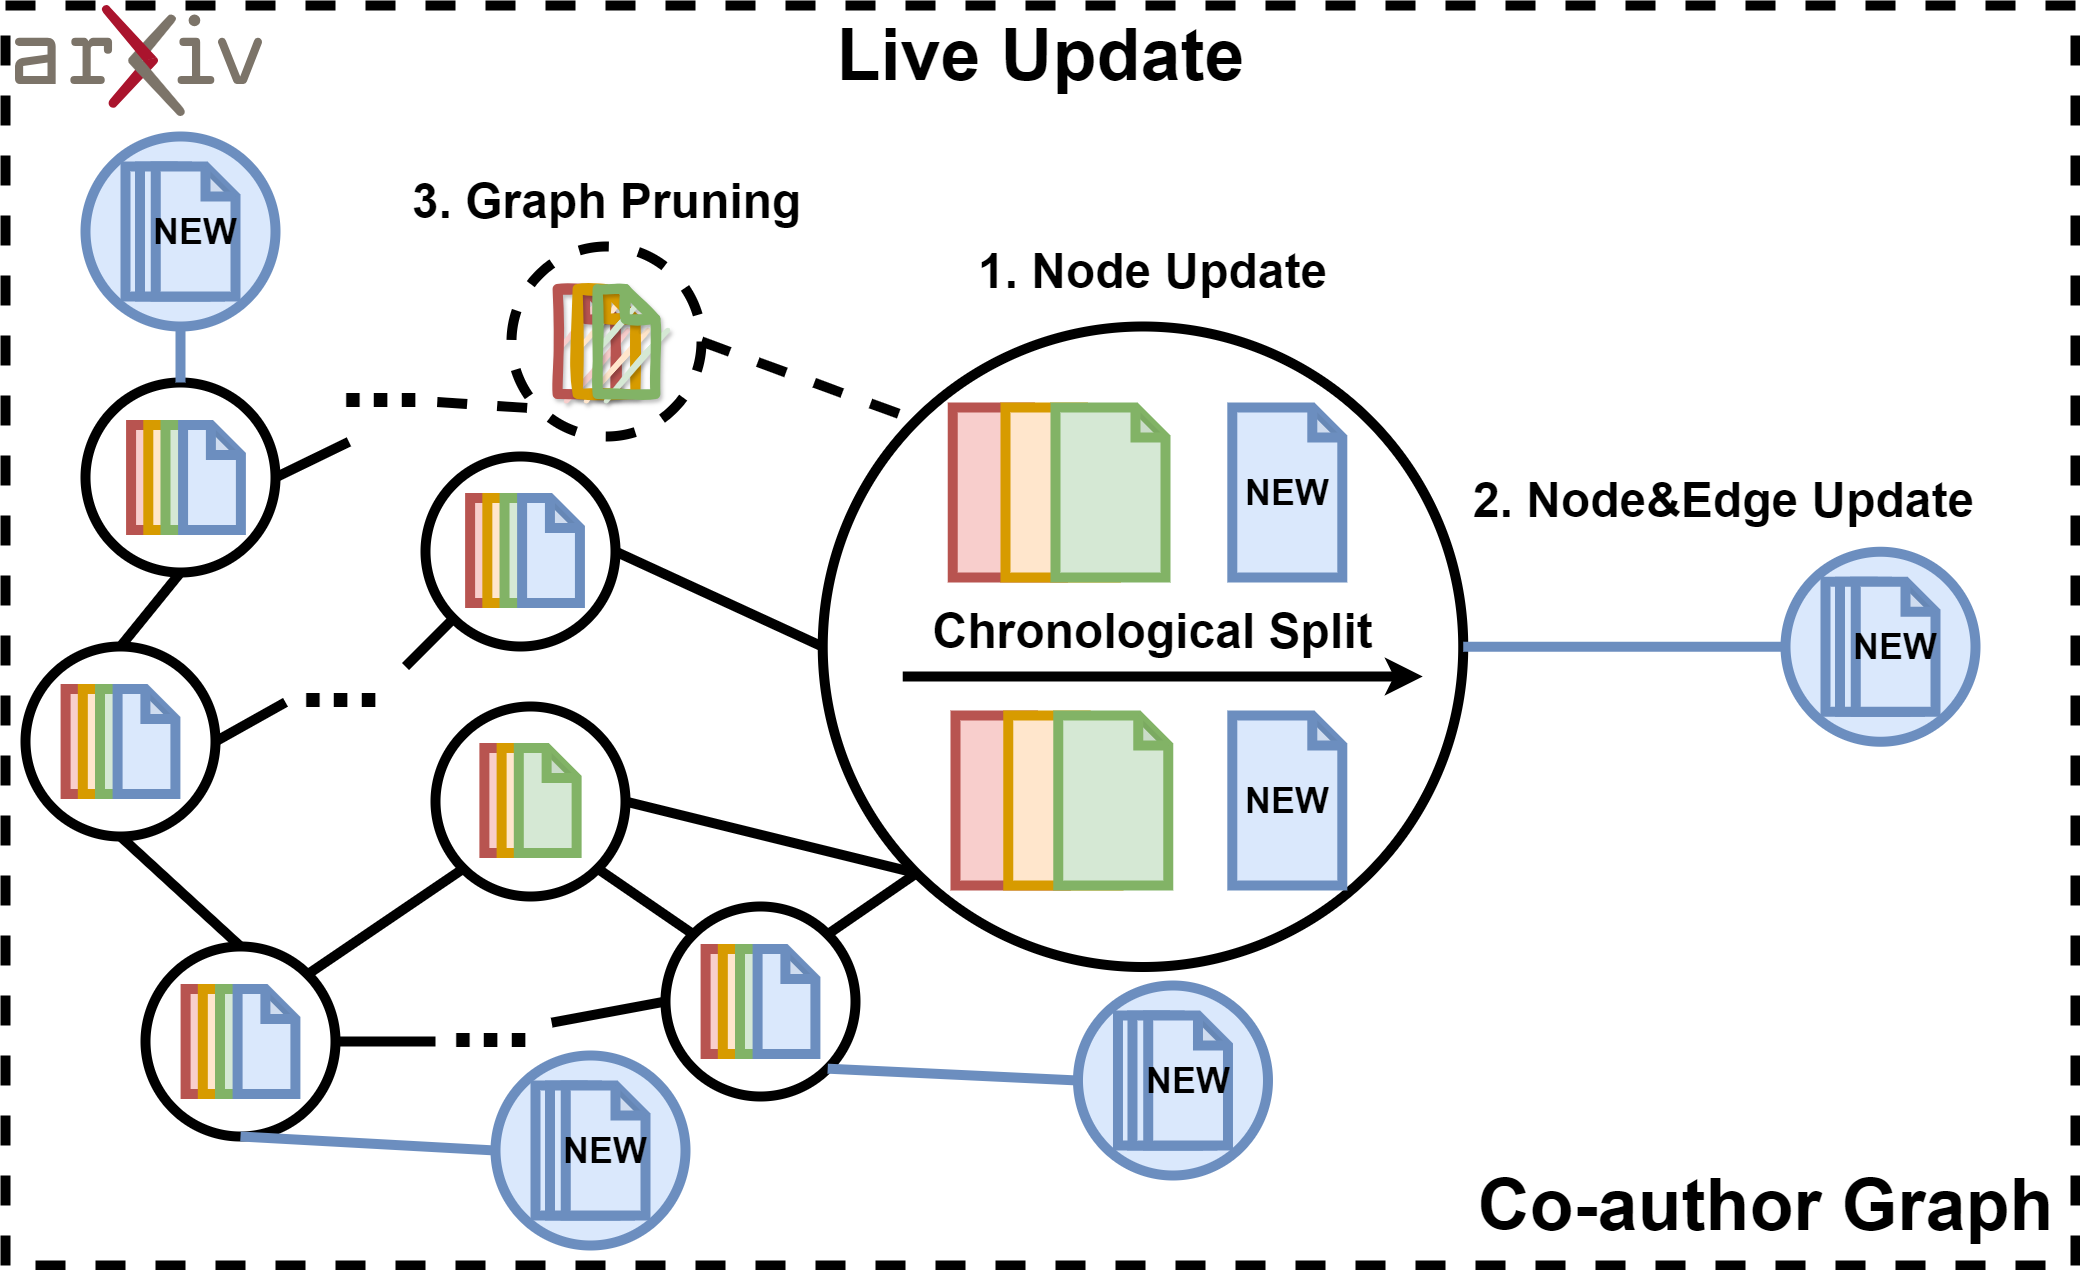 arXiv
Live Update
NEW
3. Graph Pruning
1. Node Update
...
NEW
2. Node&Edge Update
Chronological Split
NEW
...
NEW
...
NEW
NEW
Co-author Graph